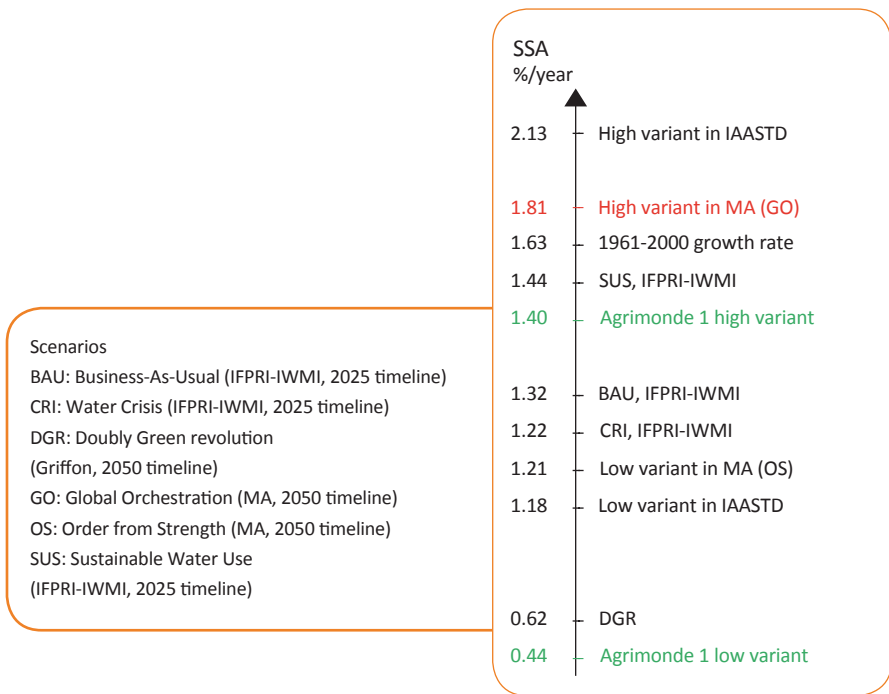 SSA
%/year
2.13 High variant in IAASTD
1.81 High variant in MA (GO)
1.63 1961-2000 growth rate
1.44 SUS, IFPRI-IWMI
1.40 Agrimonde 1 high variant
1.32 BAU, IFPRI-IWMI
1.22 CRI, IFPRI-IWMI
1.21 Low variant in MA (OS)
1.18 Low variant in IAASTD
0.62 DGR
0.44 Agrimonde 1 low variant
Scenarios
BAU: Business-As-Usual (IFPRI-IWMI, 2025 timeline)
CRI: Water Crisis (IFPRI-IWMI, 2025 timeline)
DGR: Doubly Green revolution
(Griffon, 2050 timeline)
GO: Global Orchestration (MA, 2050 timeline)
OS: Order from Strength (MA, 2050 timeline)
SUS: Sustainable Water Use
(IFPRI-IWMI, 2025 timeline)